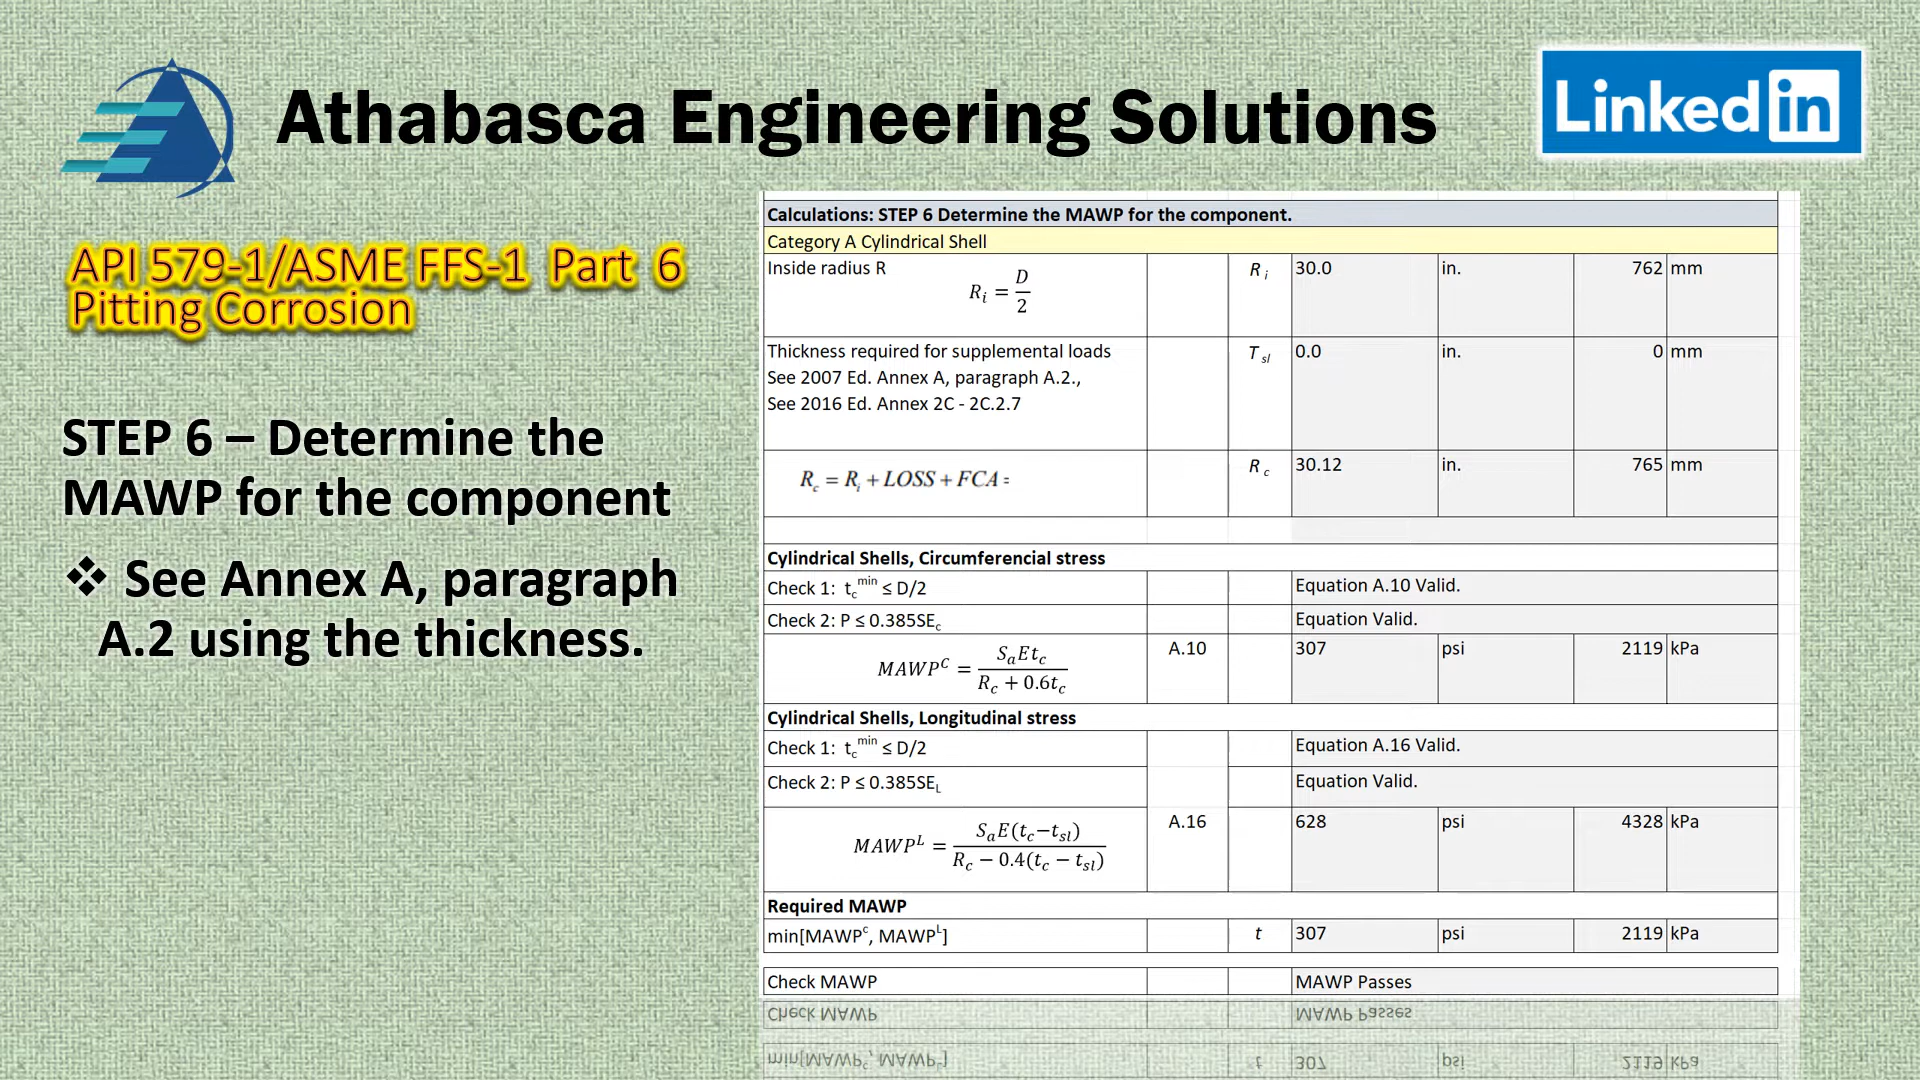 Athabasca Engineering Solutions
Linked in
API 579-1/ASME FFS-1 Part 6
Pitting Corrosion
STEP 6 – Determine the
MAWP for the component
❖ See Annex A, paragraph
A.2 using the thickness.
Calculations: STEP 6 Determine the MAWP for the component.
Category A Cylindrical Shell
Inside radius R R_i 30.0 in. 762 mm
R_i = D/2
Thickness required for supplemental loads T_sl 0.0 in. 0 mm
See 2007 Ed. Annex A, paragraph A.2.,
See 2016 Ed. Annex 2C - 2C.2.7
R_c = R_i + LOSS + FCA = R_c 30.12 in. 765 mm
Cylindrical Shells, Circumferencial stress
Check 1: t_c^min ≤ D/2 Equation A.10 Valid.
Check 2: P ≤ 0.385SE_c Equation Valid.
MAWP^C = S_aEt_c / (R_c + 0.6t_c) A.10 307 psi 2119 kPa
Cylindrical Shells, Longitudinal stress
Check 1: t_c^min ≤ D/2 Equation A.16 Valid.
Check 2: P ≤ 0.385SE_L Equation Valid.
MAWP^L = S_aE(t_c−t_sl) / (R_c − 0.4(t_c − t_sl)) A.16 628 psi 4328 kPa
Required MAWP
min[MAWP^c, MAWP^L] t 307 psi 2119 kPa
Check MAWP MAWP Passes